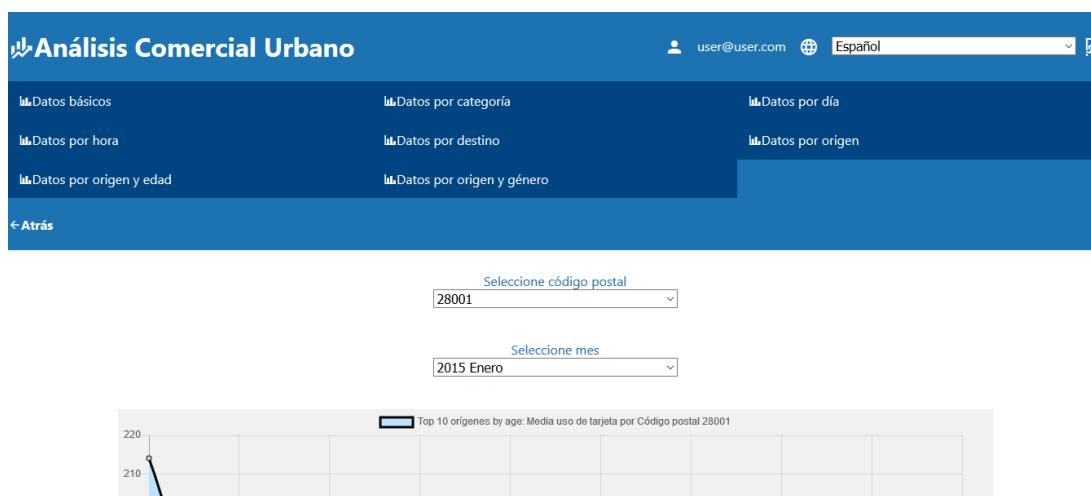 Análisis Comercial Urbano
user@user.com
Español
Datos básicos
Datos por categoría
Datos por día
Datos por hora
Datos por destino
Datos por origen
Datos por origen y edad
Datos por origen y género
←Atrás
Seleccione código postal
28001
Seleccione mes
2015 Enero
Top 10 orígenes by age: Media uso de tarjeta por Código postal 28001
220
210